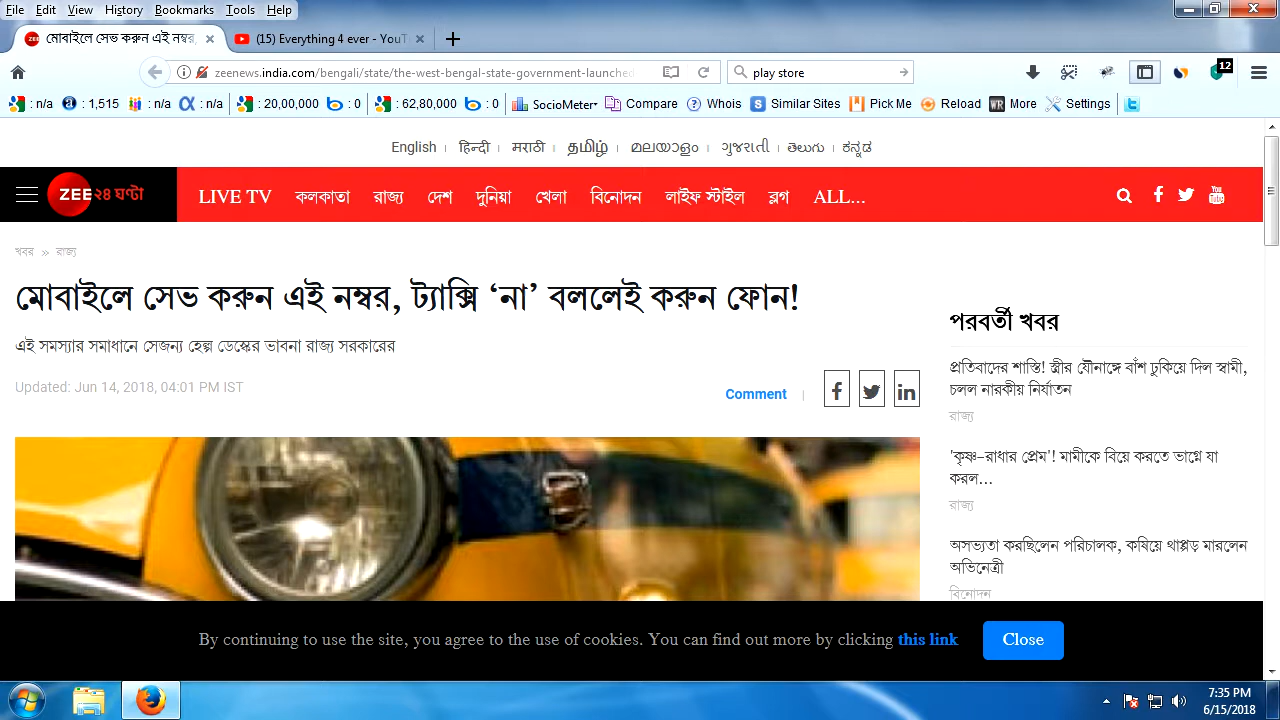 File Edit View History Bookmarks Tools Help
মোবাইলে সেভ করুন এই নম্বর, (15) Everything 4 ever - YouT
zeenews.india.com/bengali/state/the-west-bengal-state-government-launched play store 12
: n/a : 1,515 : n/a : n/a : 20,00,000 : 0 : 62,80,000 : 0 SocioMeter Compare Whois Similar Sites Pick Me Reload WR More Settings
English हिन्दी मराठी தமிழ் മലയാളം ગુજરાતી తెలుగు ಕನ್ನಡ
ZEE ২৪ ঘণ্টা LIVE TV কলকাতা রাজ্য দেশ দুনিয়া খেলা বিনোদন লাইফ স্টাইল ব্লগ ALL... You Tube
খবর » রাজ্য
মোবাইলে সেভ করুন এই নম্বর, ট্যাক্সি ‘না’ বললেই করুন ফোন!
এই সমস্যার সমাধানে সেজন্য হেল্প ডেস্কের ভাবনা রাজ্য সরকারের
Updated: Jun 14, 2018, 04:01 PM IST
Comment
পরবর্তী খবর
প্রতিবাদের শাস্তি! স্ত্রীর যৌনাঙ্গে বাঁশ ঢুকিয়ে দিল স্বামী,
চলল নারকীয় নির্যাতন
রাজ্য
'কৃষ্ণ-রাধার প্রেম'! মামীকে বিয়ে করতে ভাগ্নে যা
করল...
রাজ্য
অসভ্যতা করছিলেন পরিচালক, কষিয়ে থাপ্পড় মারলেন
অভিনেত্রী
বিনোদন
By continuing to use the site, you agree to the use of cookies. You can find out more by clicking this link Close
7:35 PM
6/15/2018